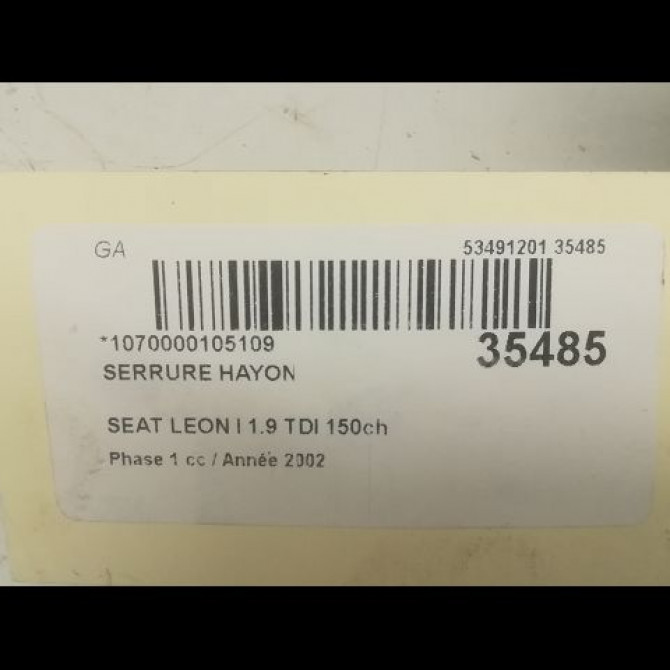 GA 53491201 35485
*1070000105109 35485
SERRURE HAYON
SEAT LEON I 1.9 TDI 150ch
Phase 1 cc / Année 2002